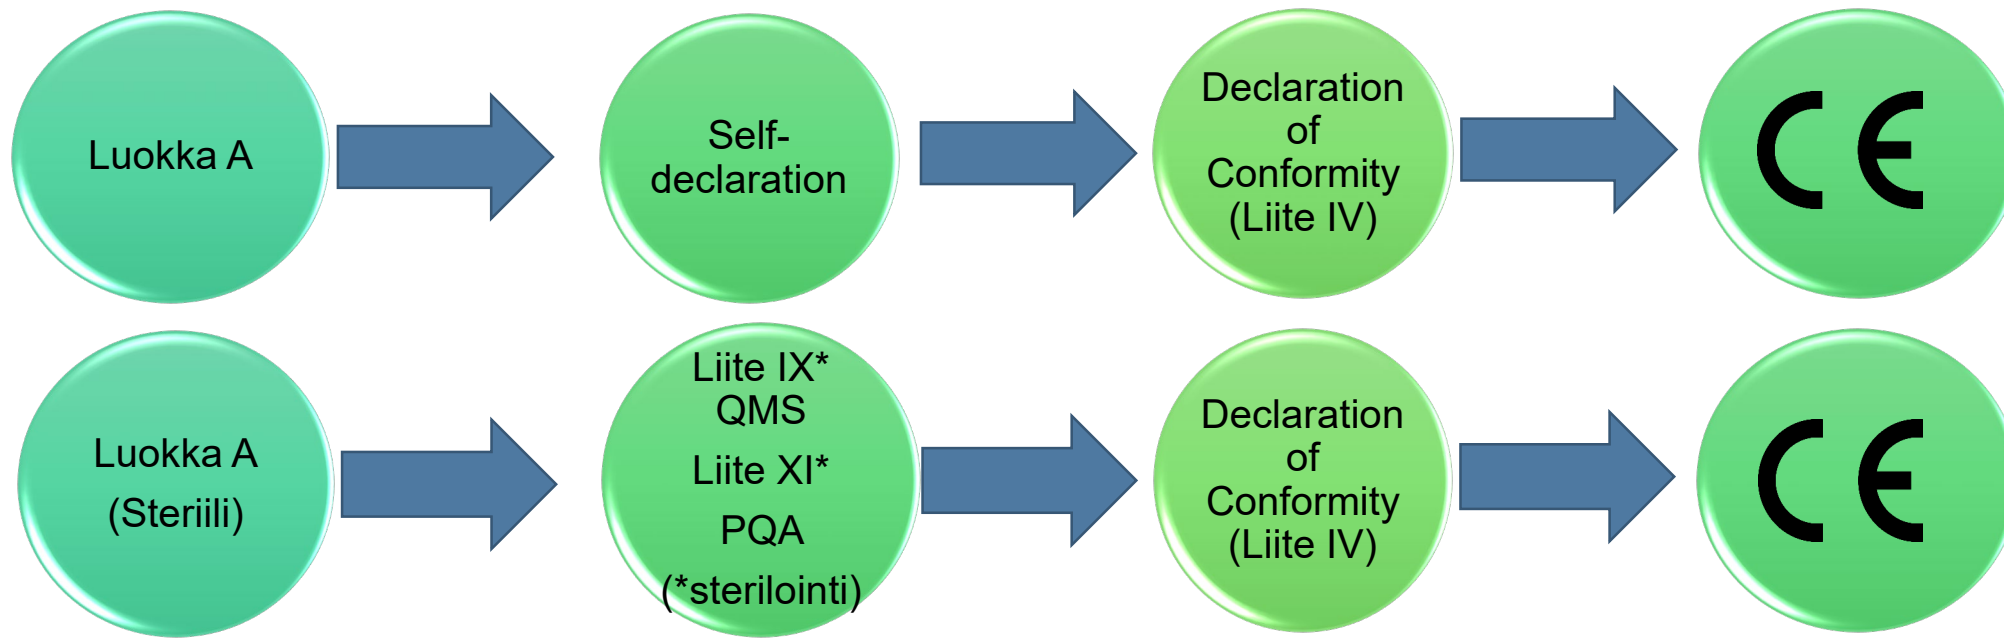 Luokka A
Self-
declaration
Declaration
of
Conformity
(Liite IV)
CE
Luokka A
(Steriili)
Liite IX*
QMS
Liite XI*
PQA
(*sterilointi)
Declaration
of
Conformity
(Liite IV)
CE